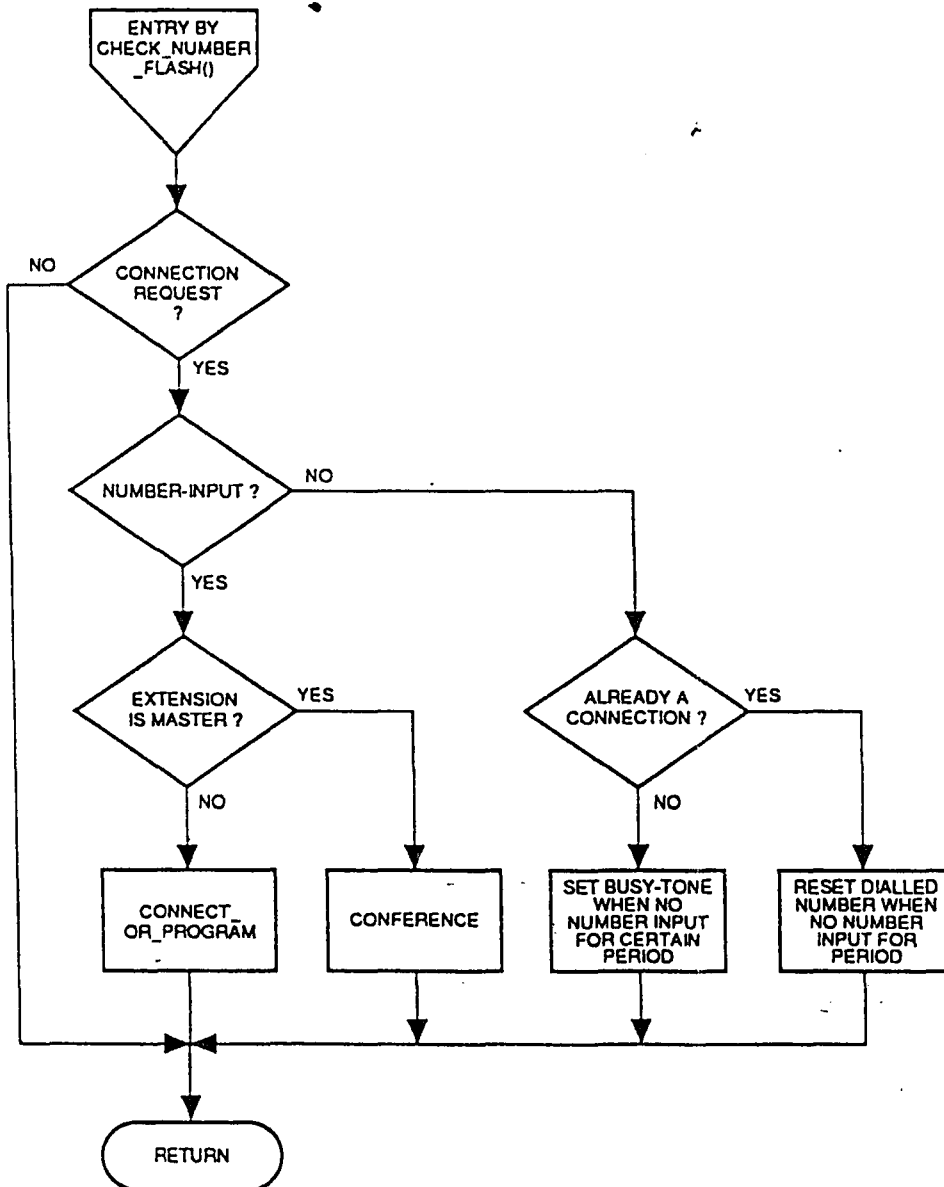 ENTRY BY
CHECK_NUMBER
_FLASH()
NO
CONNECTION
REQUEST
?
YES
NUMBER-INPUT ?
NO
YES
EXTENSION
IS MASTER ?
YES
NO
ALREADY A
CONNECTION ?
YES
NO
CONNECT_
OR_PROGRAM
CONFERENCE
SET BUSY-TONE
WHEN NO
NUMBER INPUT
FOR CERTAIN
PERIOD
RESET DIALLED
NUMBER WHEN
NO NUMBER
INPUT FOR
PERIOD
RETURN